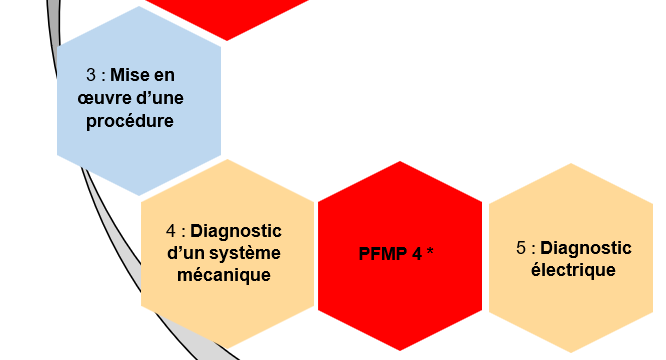 3 : Mise en
œuvre d’une
procédure
4 : Diagnostic
d’un système
mécanique
PFMP 4 *
5 : Diagnostic
électrique